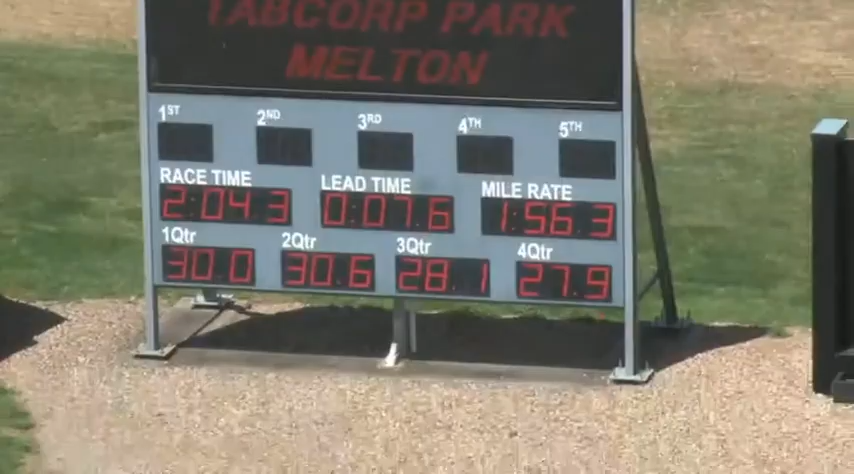 TABCORP PARK
MELTON
1ST 2ND 3RD 4TH 5TH
RACE TIME LEAD TIME MILE RATE
2:04.3 0:07.6 1:56.3
1Qtr 2Qtr 3Qtr 4Qtr
30.0 30.6 28.1 27.9